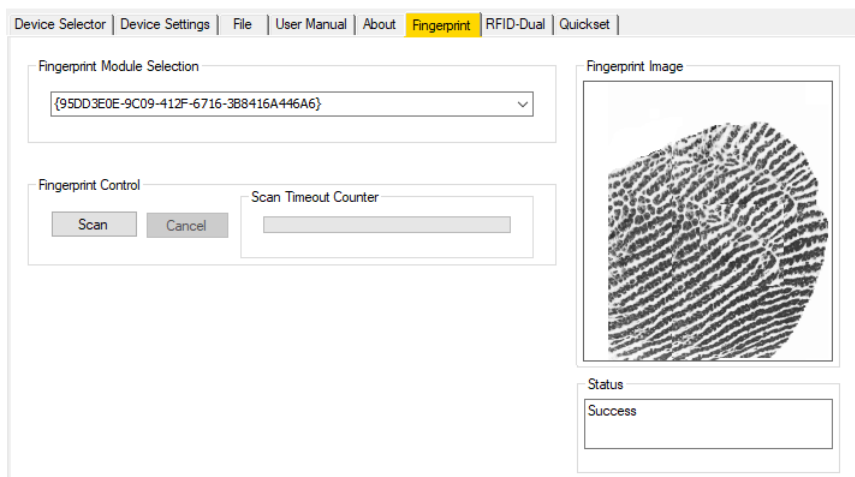 Device Selector Device Settings File User Manual About Fingerprint RFID-Dual Quickset
Fingerprint Module Selection
{95DD3E0E-9C09-412F-6716-3B8416A446A6}
Fingerprint Control
Scan
Cancel
Scan Timeout Counter
Fingerprint Image
Status
Success